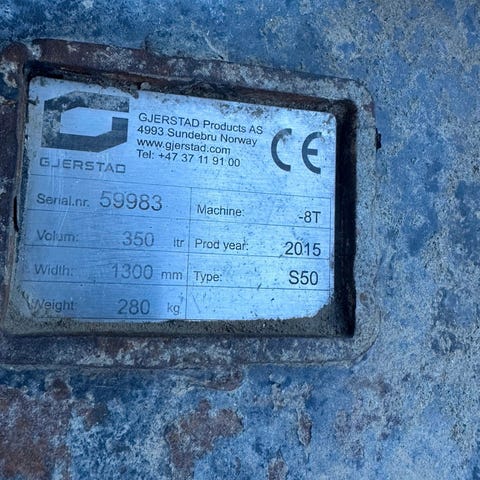 GJERSTAD Products AS
4993 Sundebru Norway
www.gjerstad.com
Tel: +47 37 11 91 00
CE
GJERSTAD
Serial.nr. 59983 Machine: -8T
Volum: 350 ltr Prod year: 2015
Width: 1300 mm Type: S50
Weight: 280 kg